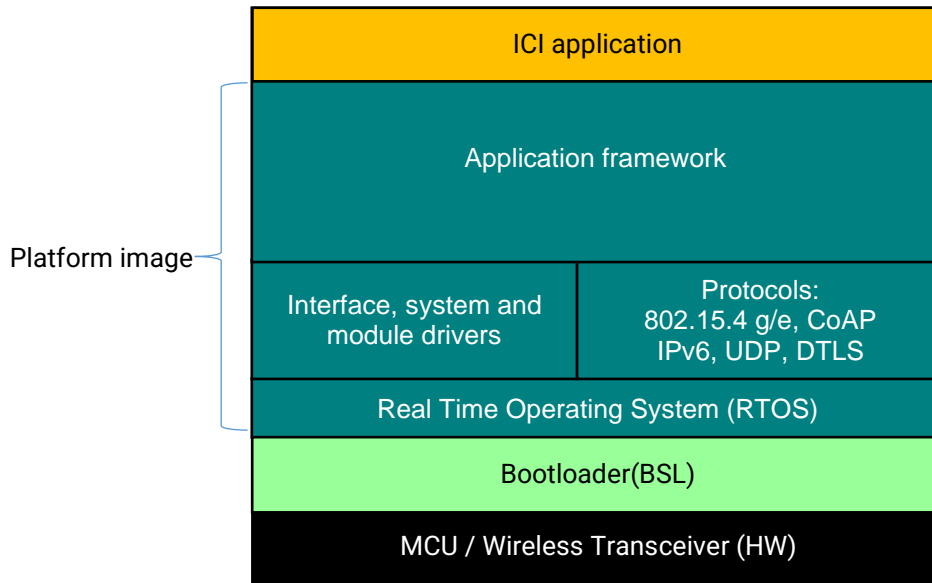 ICI application
Application framework
Platform image
Interface, system and
module drivers
Protocols:
802.15.4 g/e, CoAP
IPv6, UDP, DTLS
Real Time Operating System (RTOS)
Bootloader(BSL)
MCU / Wireless Transceiver (HW)